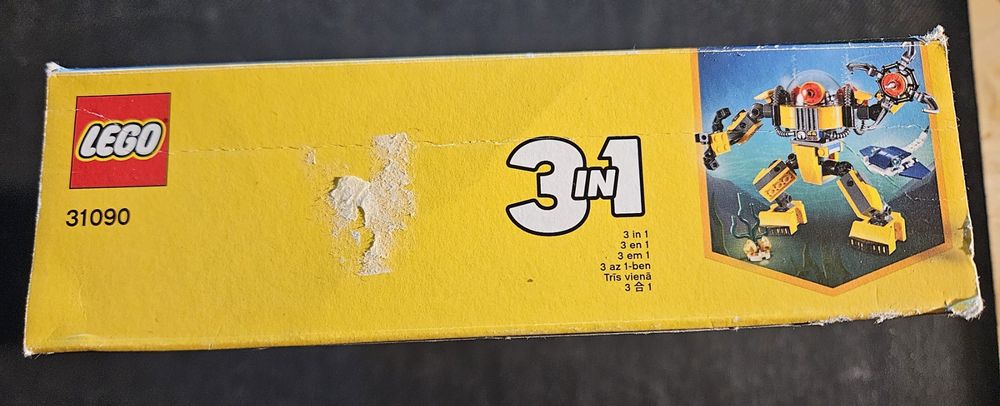 LEGO
31090
3 IN 1
3 in 1
3 en 1
3 em 1
3 az 1-ben
Trīs vienā
3 合 1